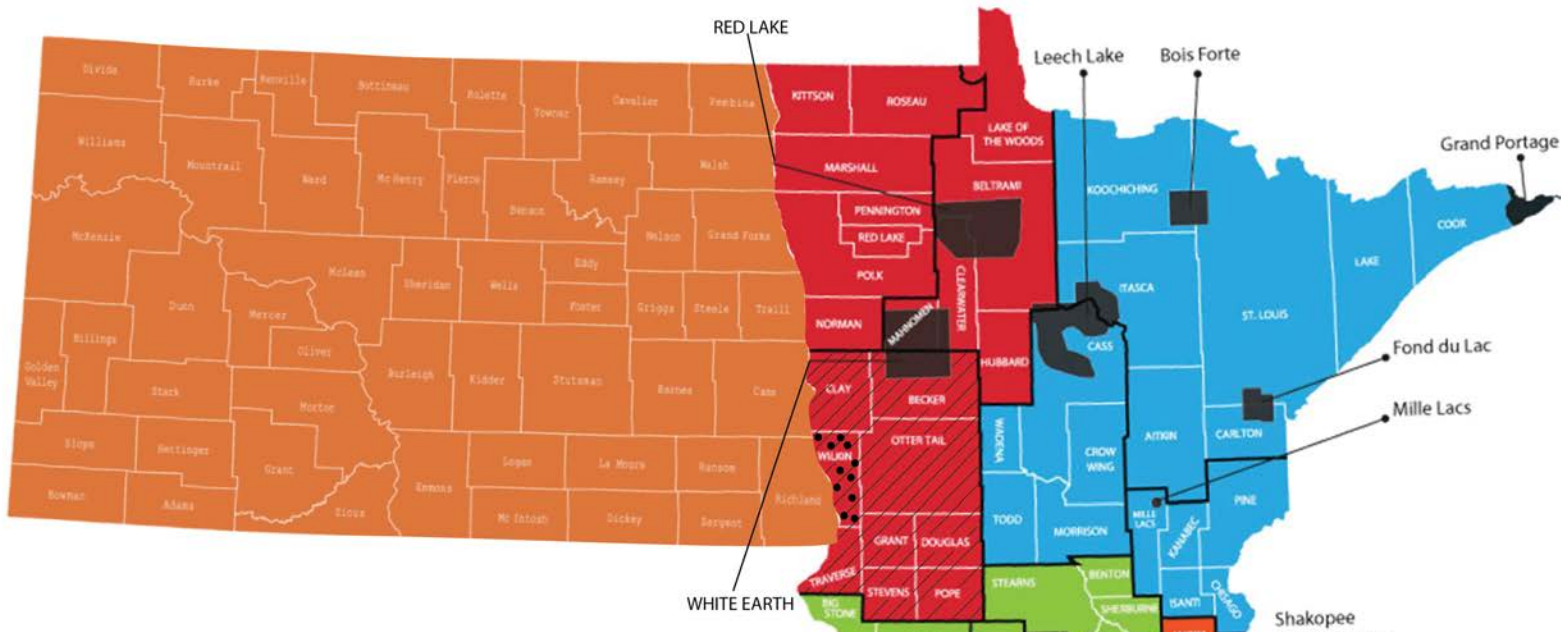 RED LAKE
Leech Lake
Bois Forte
Grand Portage
Divide
Burke
Renville
Bottineau
Rolette
Towner
Cavalier
Pembina
KITTSON
ROSEAU
LAKE OF
THE WOODS
Williams
Mountrail
Ward
Mc Henry
Pierce
Ramsey
Walsh
MARSHALL
BELTRAMI
KOOCHICHING
Benson
Nelson
Grand Forks
PENNINGTON
RED LAKE
POLK
COOK
LAKE
McKenzie
McLean
Sheridan
Wells
Eddy
Foster
Griggs
Steele
Traill
NORMAN
MAHNOMEN
CLEARWATER
ITASCA
ST. LOUIS
Dunn
Mercer
Oliver
Billings
Golden
Valley
Stark
Morton
Burleigh
Kidder
Stutsman
Barnes
Cass
CLAY
BECKER
HUBBARD
CASS
Fond du Lac
Mille Lacs
Slope
Hettinger
Grant
Emmons
Logan
La Moure
Ransom
Richland
WILKIN
OTTER TAIL
WADENA
CROW
WING
AITKIN
CARLTON
Bowman
Adams
Sioux
Mc Intosh
Dickey
Sargent
TODD
MORRISON
MILLE
LACS
KANABEC
PINE
GRANT
DOUGLAS
TRAVERSE
STEVENS
POPE
STEARNS
BENTON
SHERBURNE
ISANTI
CHISAGO
BIG
STONE
WHITE EARTH
Shakopee